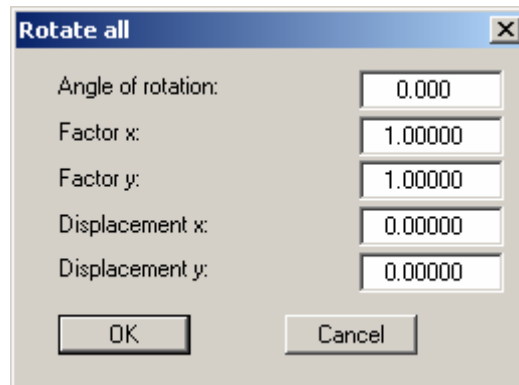 Rotate all
Angle of rotation: 0.000
Factor x: 1.00000
Factor y: 1.00000
Displacement x: 0.00000
Displacement y: 0.00000
OK Cancel